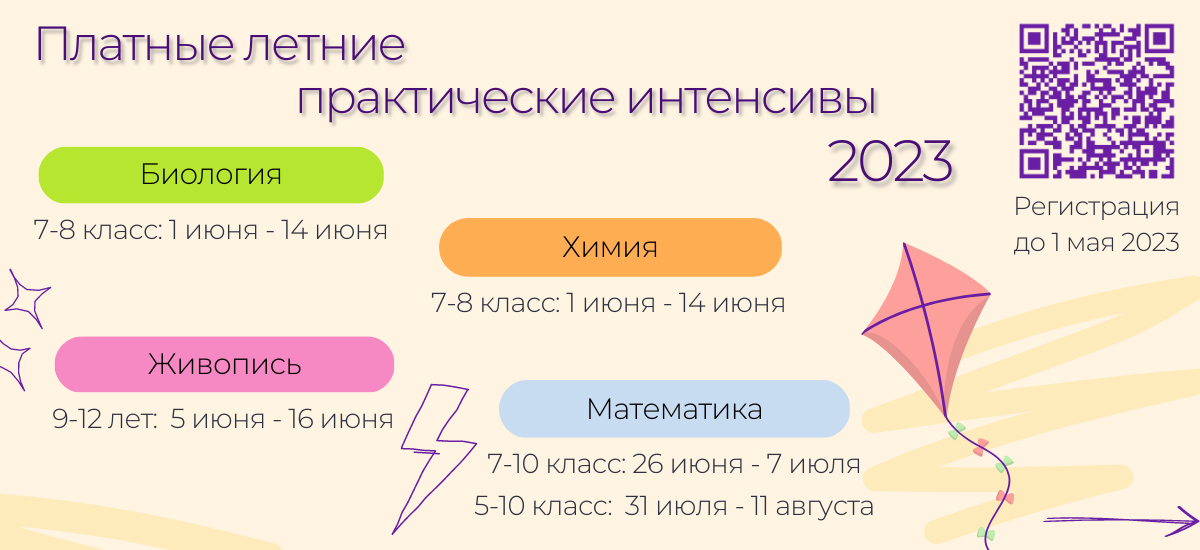 Платные летние
практические интенсивы
2023
Регистрация
до 1 мая 2023
Биология
7-8 класс: 1 июня - 14 июня
Химия
7-8 класс: 1 июня - 14 июня
Живопись
9-12 лет: 5 июня - 16 июня
Математика
7-10 класс: 26 июня - 7 июля
5-10 класс: 31 июля - 11 августа